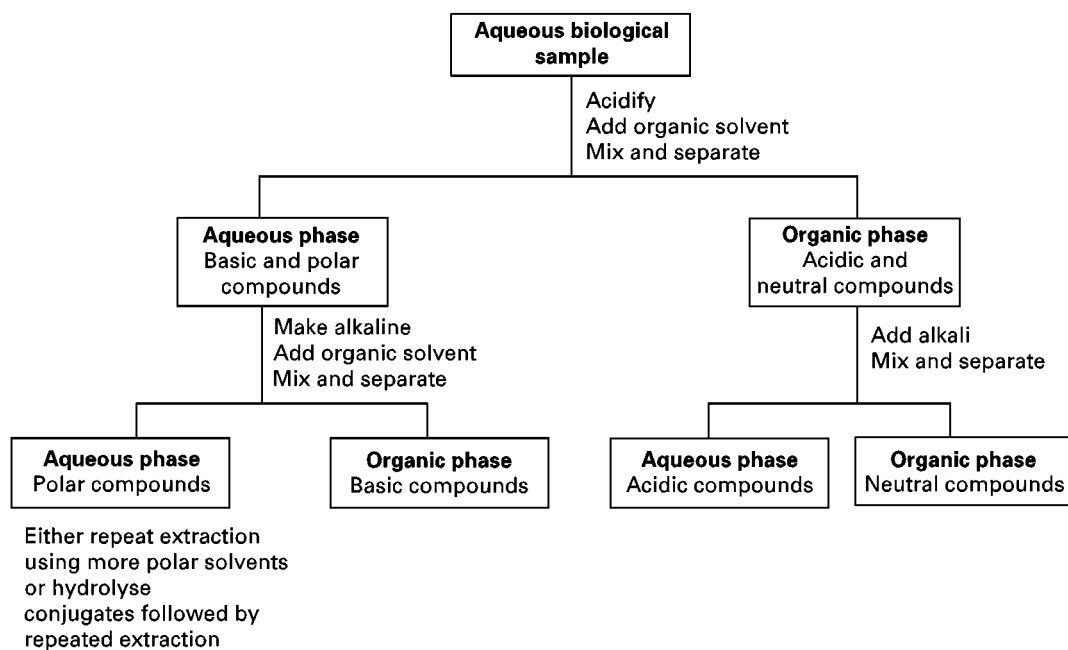 Aqueous biological
sample
Acidify
Add organic solvent
Mix and separate
Aqueous phase
Basic and polar
compounds
Organic phase
Acidic and
neutral compounds
Make alkaline
Add organic solvent
Mix and separate
Add alkali
Mix and separate
Aqueous phase
Polar compounds
Organic phase
Basic compounds
Aqueous phase
Acidic compounds
Organic phase
Neutral compounds
Either repeat extraction
using more polar solvents
or hydrolyse
conjugates followed by
repeated extraction